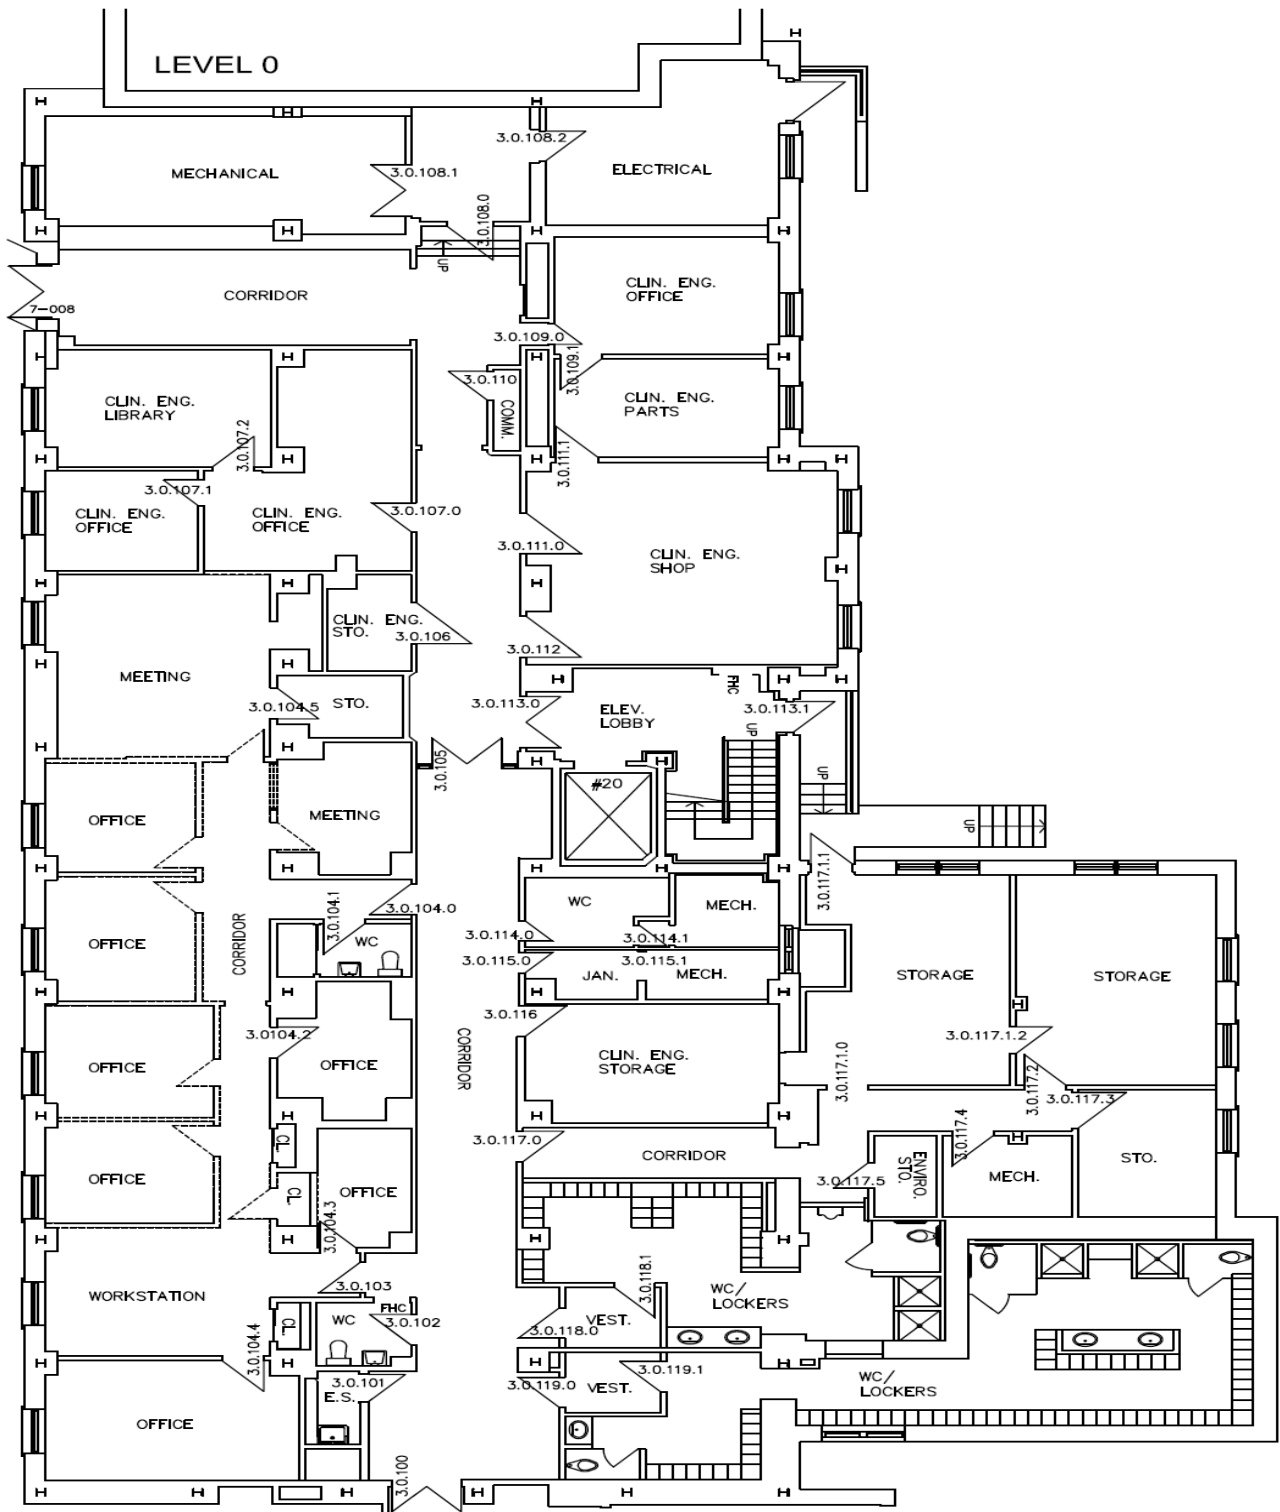 LEVEL 0
MECHANICAL
3.0.108.1
3.0.108.2
ELECTRICAL
3.0.108.0
UP
CORRIDOR
7-008
CLIN. ENG.
OFFICE
3.0.109.0
3.0.109.1
3.0.110
COMM.
CLIN. ENG.
LIBRARY
3.0.107.2
CLIN. ENG.
PARTS
3.0.111.1
3.0.107.1
CLIN. ENG.
OFFICE
CLIN. ENG.
OFFICE
3.0.107.0
3.0.111.0
CLIN. ENG.
SHOP
CLIN. ENG.
STO.
3.0.106
3.0.112
MEETING
3.0.104.5
STO.
3.0.113.0
ELEV.
LOBBY
FHC
3.0.113.1
UP
UP
UP
3.0.105
#20
OFFICE
MEETING
3.0.117.1.1
3.0.104.1
3.0.104.0
WC
MECH.
OFFICE
CORRIDOR
WC
3.0.114.0
3.0.114.1
3.0.115.0
3.0.115.1
JAN.
MECH.
STORAGE
STORAGE
3.0.116
3.0104.2
CORRIDOR
CLIN. ENG.
STORAGE
3.0.117.1.0
3.0.117.1.2
OFFICE
OFFICE
3.0.117.2
3.0.117.3
3.0.117.4
CL.
3.0.117.0
CORRIDOR
3.0.117.5
ENVIRO.
STO.
MECH.
STO.
OFFICE
CL.
OFFICE
3.0.104.3
3.0.103
WORKSTATION
FHC
3.0.102
CL.
WC
3.0.104.4
3.0.118.1
WC/
LOCKERS
VEST.
3.0.118.0
3.0.101
E.S.
3.0.119.1
3.0.119.0
VEST.
WC/
LOCKERS
OFFICE
3.0.100